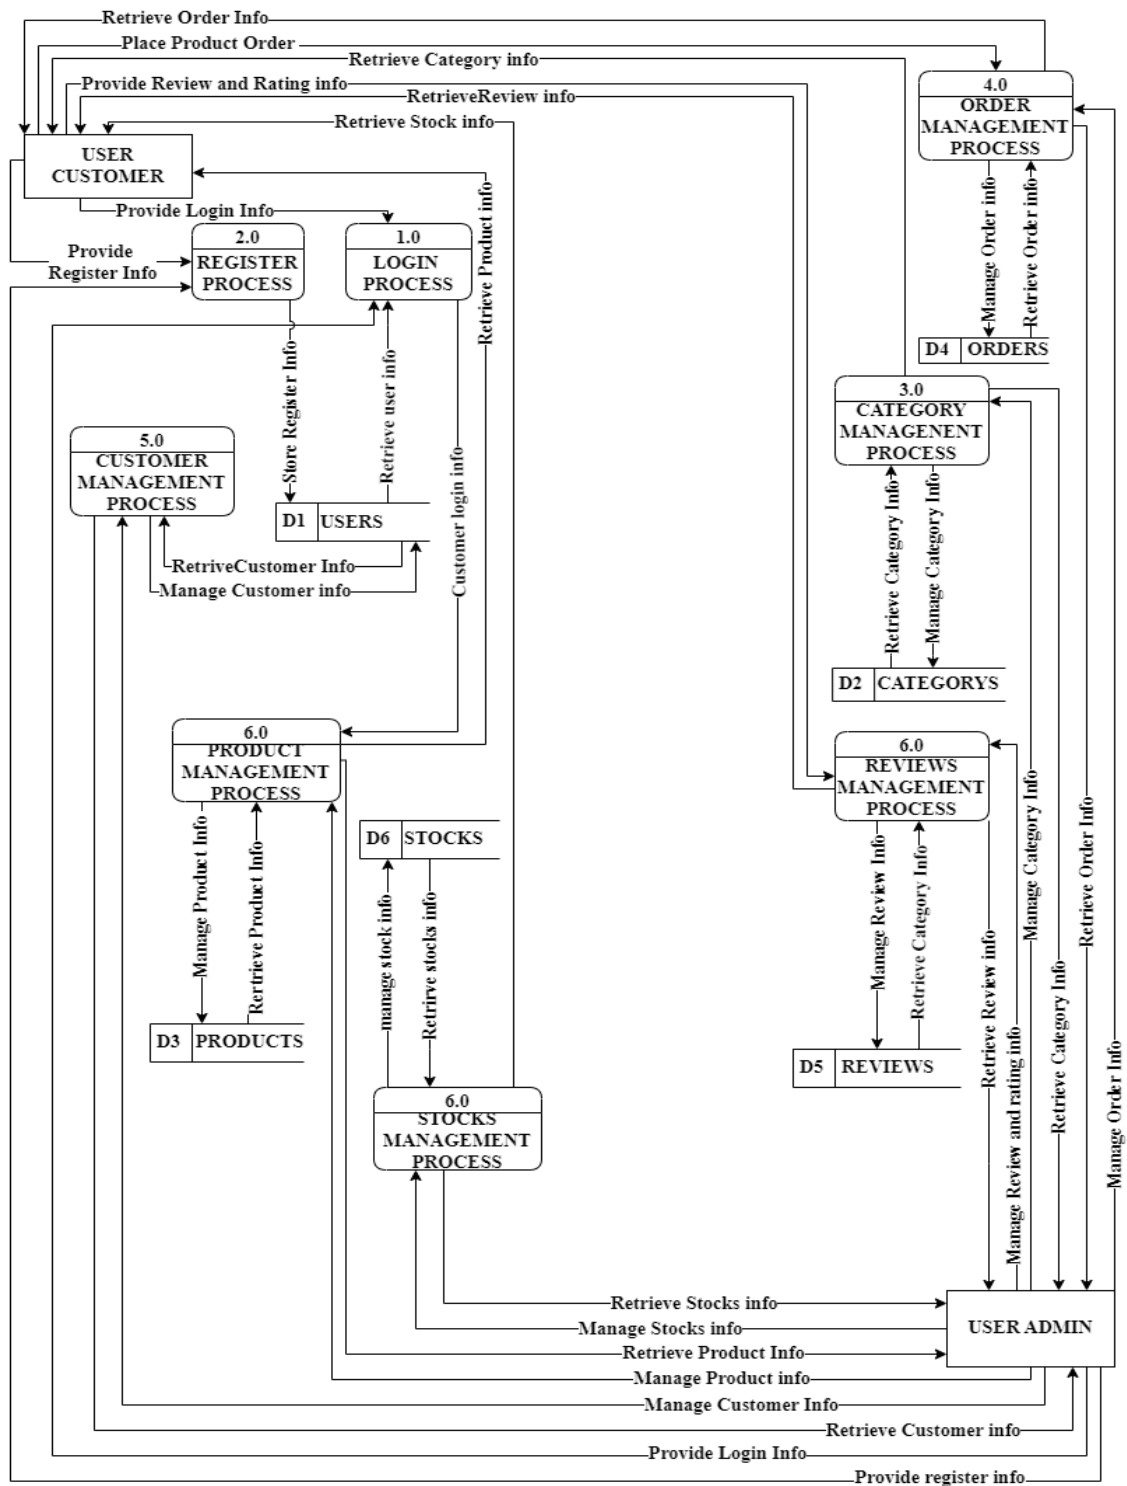 Retrieve Order Info
Place Product Order
Retrieve Category info
Provide Review and Rating info
RetrieveReview info
Retrieve Stock info
4.0
ORDER
MANAGEMENT
PROCESS
USER
CUSTOMER
Provide Login Info
Provide
Register Info
2.0
REGISTER
PROCESS
1.0
LOGIN
PROCESS
Retrieve Product info
Manage Order info
Retrieve Order info
D4 ORDERS
Store Register Info
Retrieve user info
3.0
CATEGORY
MANAGENENT
PROCESS
5.0
CUSTOMER
MANAGEMENT
PROCESS
D1 USERS
Customer login info
RetriveCustomer Info
Manage Customer info
Retrieve Category Info
Manage Category Info
D2 CATEGORYS
6.0
PRODUCT
MANAGEMENT
PROCESS
6.0
REVIEWS
MANAGEMENT
PROCESS
D6 STOCKS
Manage Product Info
Rertrieve Product Info
manage stock info
Retrirve stocks info
Manage Review Info
Retrieve Category Info
Retrieve Review info
Manage Review and rating info
Manage Category Info
Retrieve Category Info
Retrieve Order Info
Manage Order Info
D3 PRODUCTS
D5 REVIEWS
6.0
STOCKS
MANAGEMENT
PROCESS
Retrieve Stocks info
Manage Stocks info
USER ADMIN
Retrieve Product Info
Manage Product info
Manage Customer Info
Retrieve Customer info
Provide Login Info
Provide register info